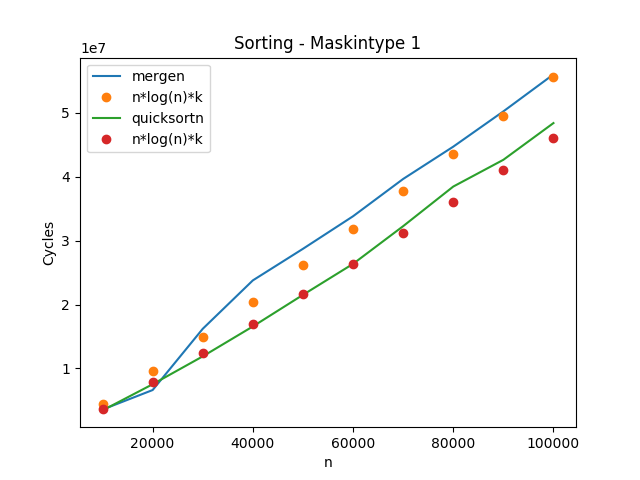 Sorting - Maskintype 1
1e7
mergen
n*log(n)*k
quicksortn
n*log(n)*k
5
4
3
2
1
Cycles
20000 40000 60000 80000 100000
n